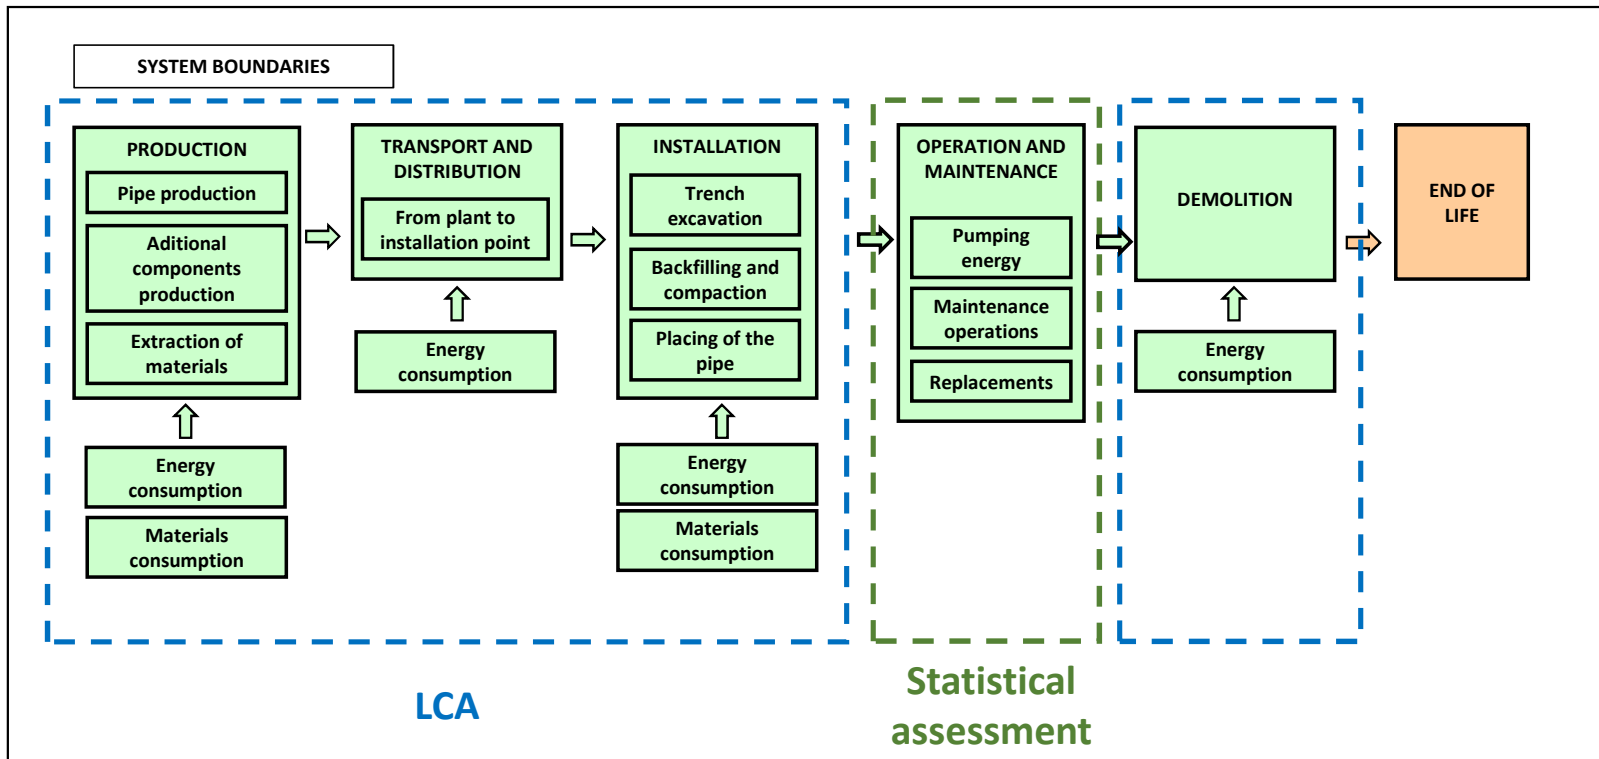 SYSTEM BOUNDARIES
PRODUCTION
Pipe production
Aditional
components
production
Extraction of
materials
Energy
consumption
Materials
consumption
TRANSPORT AND
DISTRIBUTION
From plant to
installation point
Energy
consumption
INSTALLATION
Trench
excavation
Backfilling and
compaction
Placing of the
pipe
Energy
consumption
Materials
consumption
OPERATION AND
MAINTENANCE
Pumping
energy
Maintenance
operations
Replacements
DEMOLITION
Energy
consumption
END OF
LIFE
LCA
Statistical
assessment